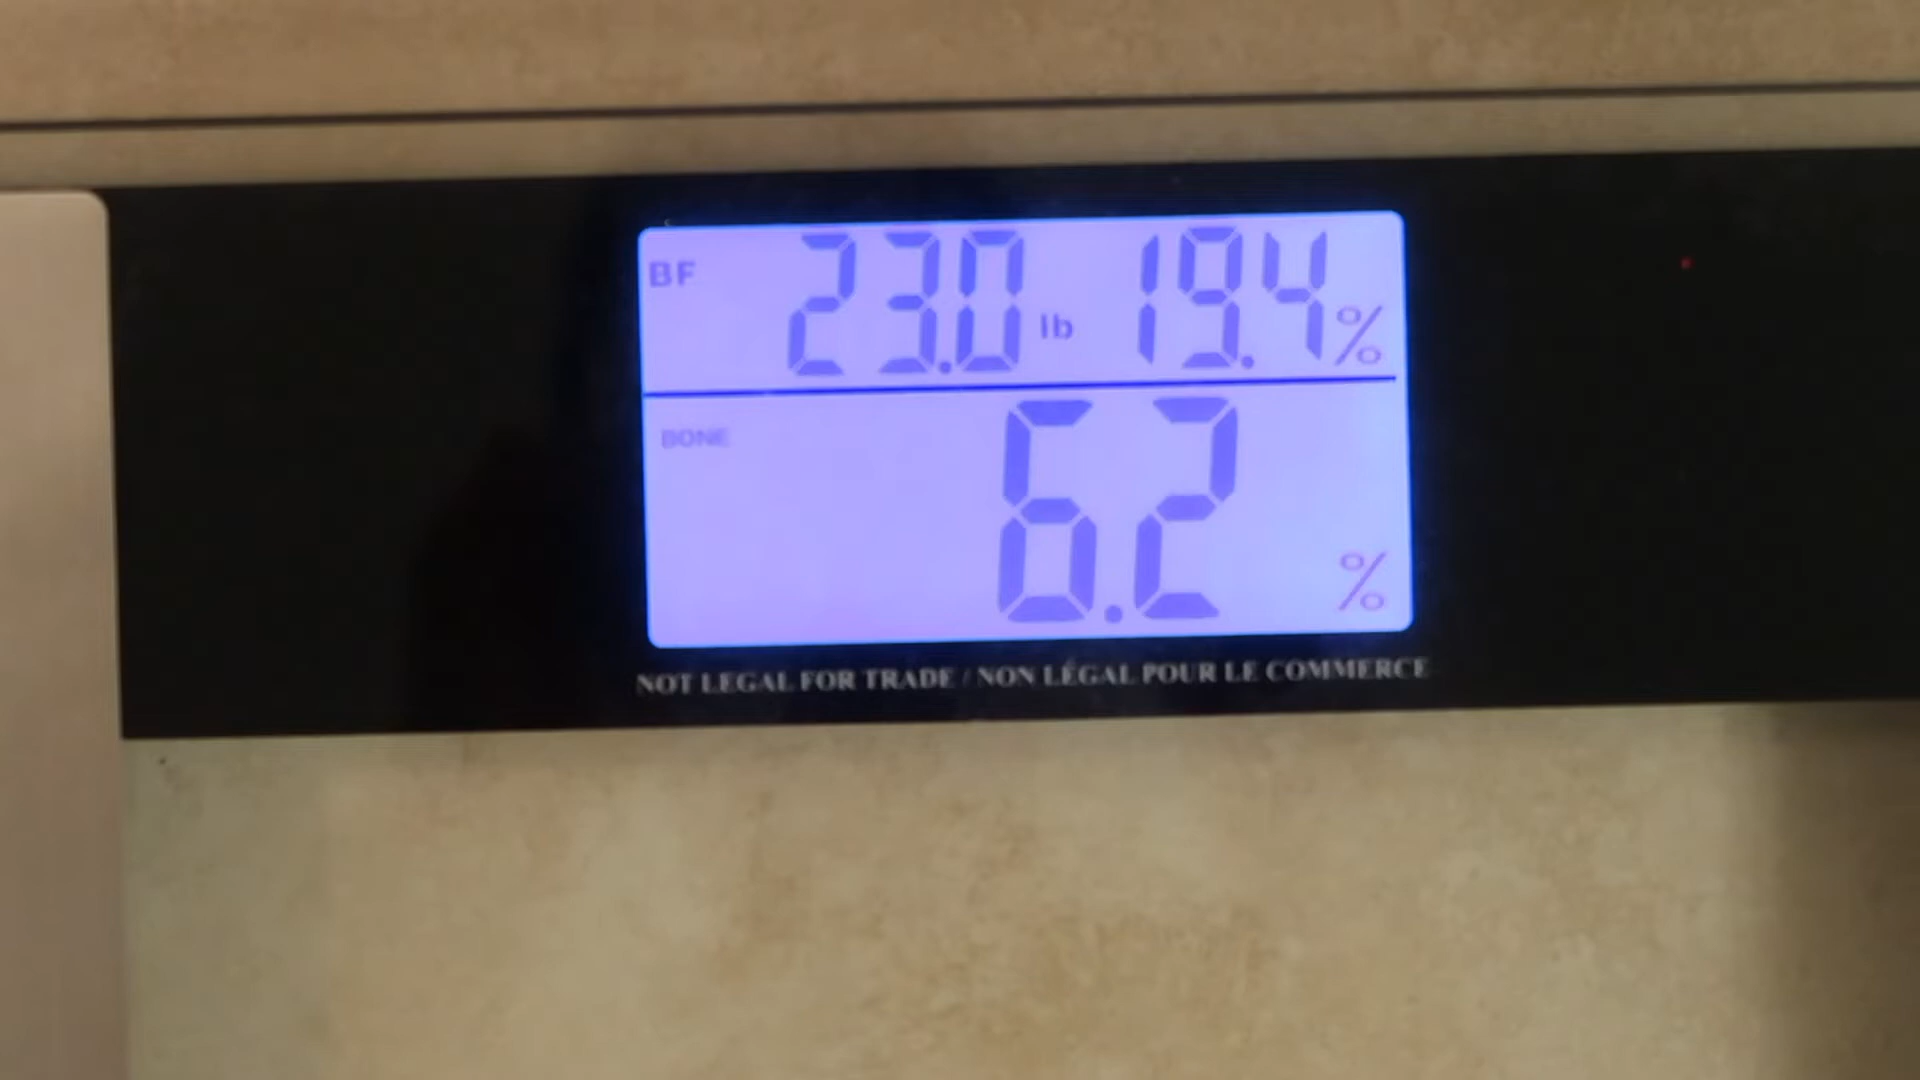 BF 23.0 lb 19.4 %
BONE 6.2 %
NOT LEGAL FOR TRADE / NON LÉGAL POUR LE COMMERCE